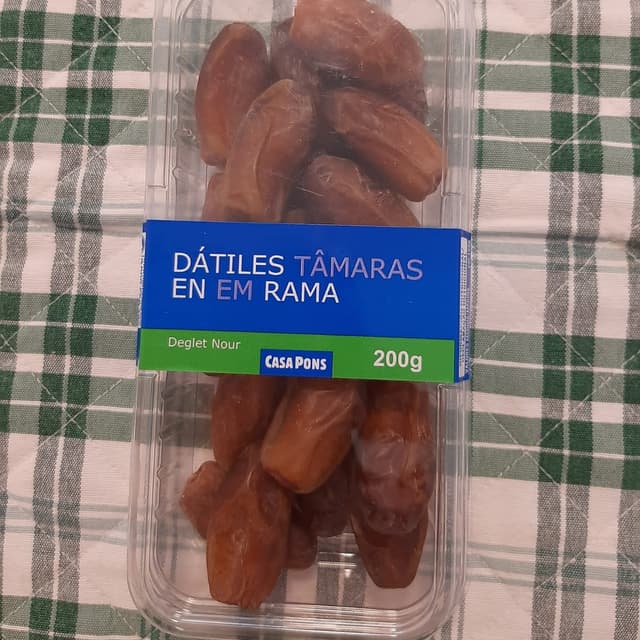 DÁTILES TÂMARAS
EN EM RAMA
Deglet Nour
CASA PONS
200g